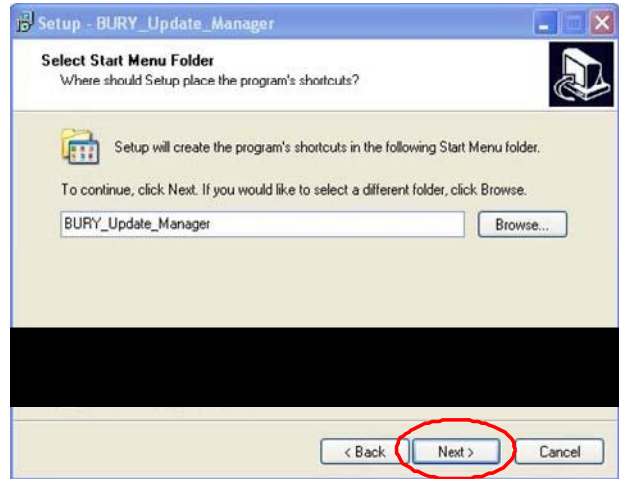 Setup - BURY_Update_Manager
Select Start Menu Folder
Where should Setup place the program's shortcuts?
Setup will create the program's shortcuts in the following Start Menu folder.
To continue, click Next. If you would like to select a different folder, click Browse.
BURY_Update_Manager
Browse...
< Back
Next >
Cancel